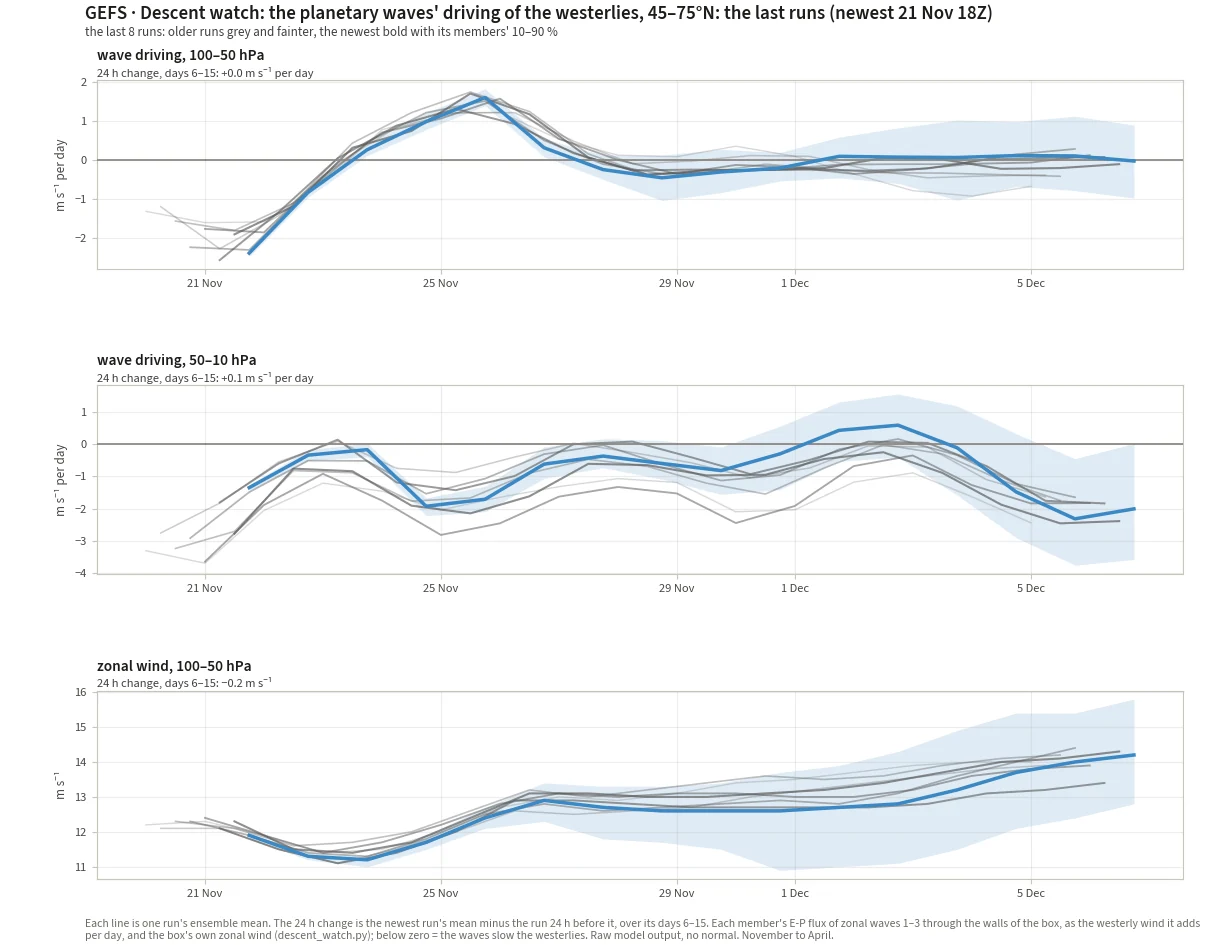 GEFS · Descent watch: the planetary waves' driving of the westerlies, 45–75°N: the last runs (newest 21 Nov 18Z)
the last 8 runs: older runs grey and fainter, the newest bold with its members' 10–90 %
wave driving, 100–50 hPa
24 h change, days 6–15: +0.0 m s⁻¹ per day
2
1
0
−1
−2
m s⁻¹ per day
21 Nov
25 Nov
29 Nov
1 Dec
5 Dec
wave driving, 50–10 hPa
24 h change, days 6–15: +0.1 m s⁻¹ per day
1
0
−1
−2
−3
−4
m s⁻¹ per day
21 Nov
25 Nov
29 Nov
1 Dec
5 Dec
zonal wind, 100–50 hPa
24 h change, days 6–15: −0.2 m s⁻¹
16
15
14
13
12
11
m s⁻¹
21 Nov
25 Nov
29 Nov
1 Dec
5 Dec
Each line is one run's ensemble mean. The 24 h change is the newest run's mean minus the run 24 h before it, over its days 6–15. Each member's E-P flux of zonal waves 1–3 through the walls of the box, as the westerly wind it adds
per day, and the box's own zonal wind (descent_watch.py); below zero = the waves slow the westerlies. Raw model output, no normal. November to April.